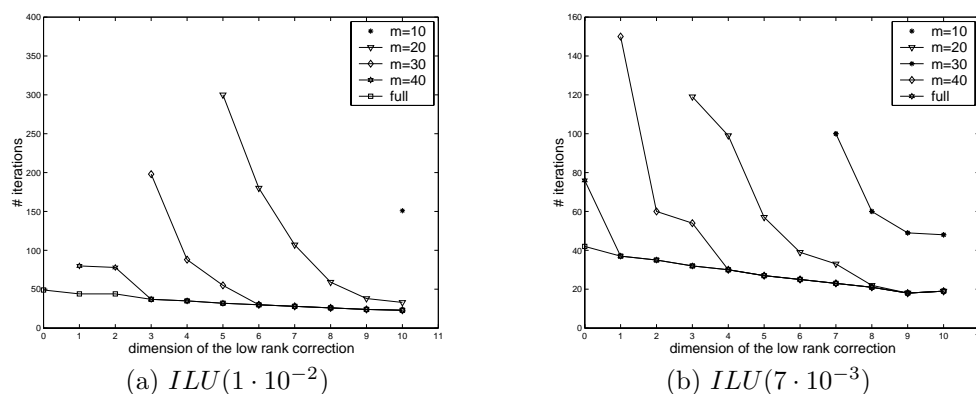 400
350
300
250
200
150
100
50
0
# iterations
0 1 2 3 4 5 6 7 8 9 10 11
dimension of the low rank correction
m=10
m=20
m=30
m=40
full
(a) ILU(1 · 10⁻²)
160
140
120
100
80
60
40
20
0
# iterations
0 1 2 3 4 5 6 7 8 9 10 11
dimension of the low rank correction
m=10
m=20
m=30
m=40
full
(b) ILU(7 · 10⁻³)